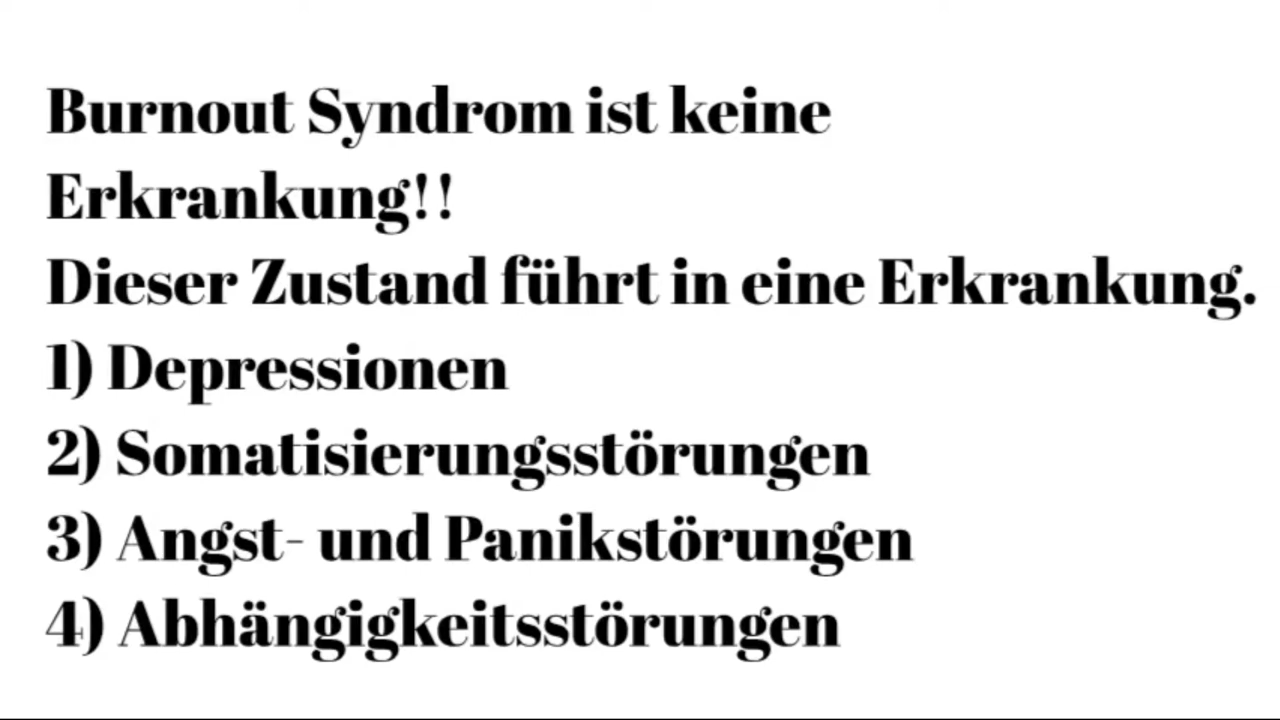 Burnout Syndrom ist keine
Erkrankung!!
Dieser Zustand führt in eine Erkrankung.
1) Depressionen
2) Somatisierungsstörungen
3) Angst- und Panikstörungen
4) Abhängigkeitsstörungen